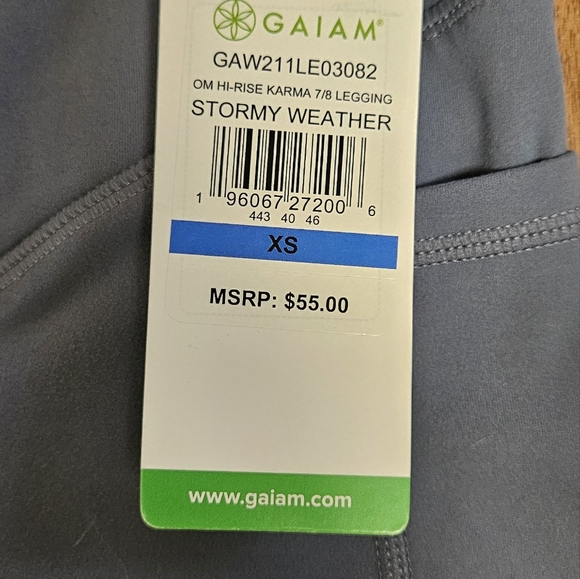 GAIAM®
GAW211LE03082
OM HI-RISE KARMA 7/8 LEGGING
STORMY WEATHER
1 96067 27200 6
443 40 46
XS
MSRP: $55.00
www.gaiam.com